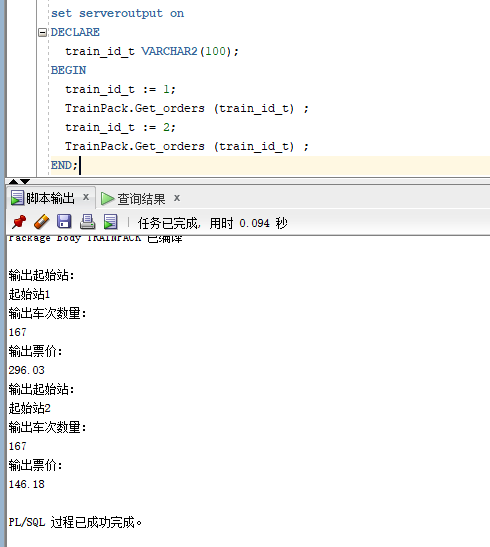 set serveroutput on
DECLARE
train_id_t VARCHAR2(100);
BEGIN
train_id_t := 1;
TrainPack.Get_orders (train_id_t) ;
train_id_t := 2;
TrainPack.Get_orders (train_id_t) ;
END;
脚本输出 x 查询结果 x
任务已完成, 用时 0.094 秒
Package Body TRAINPACK 已编译
输出起始站:
起始站1
输出车次数量:
167
输出票价:
296.03
输出起始站:
起始站2
输出车次数量:
167
输出票价:
146.18
PL/SQL 过程已成功完成。